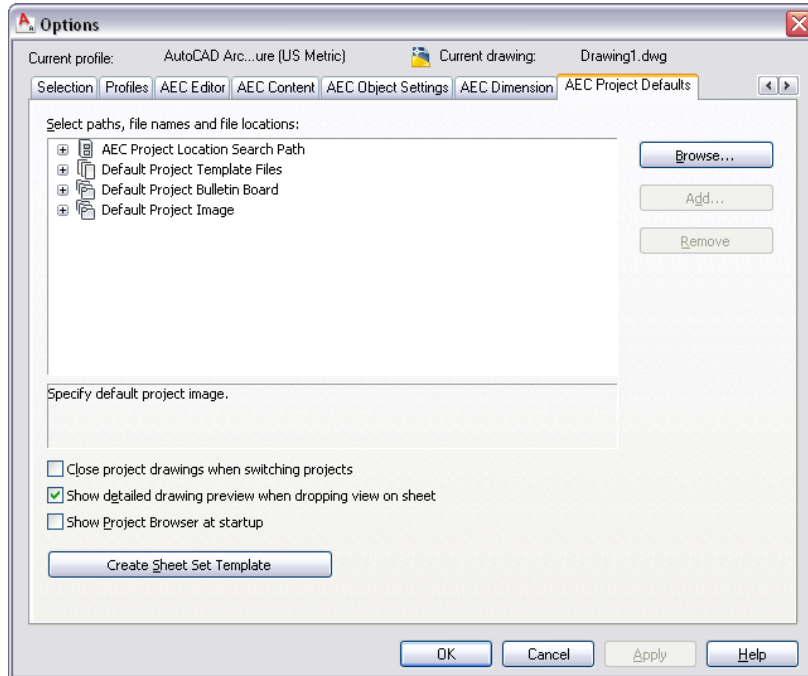 Options
Current profile: AutoCAD Arc...ure (US Metric) Current drawing: Drawing1.dwg
Selection Profiles AEC Editor AEC Content AEC Object Settings AEC Dimension AEC Project Defaults
Select paths, file names and file locations:
AEC Project Location Search Path
Default Project Template Files
Default Project Bulletin Board
Default Project Image
Browse...
Add...
Remove
Specify default project image.
Close project drawings when switching projects
Show detailed drawing preview when dropping view on sheet
Show Project Browser at startup
Create Sheet Set Template
OK Cancel Apply Help